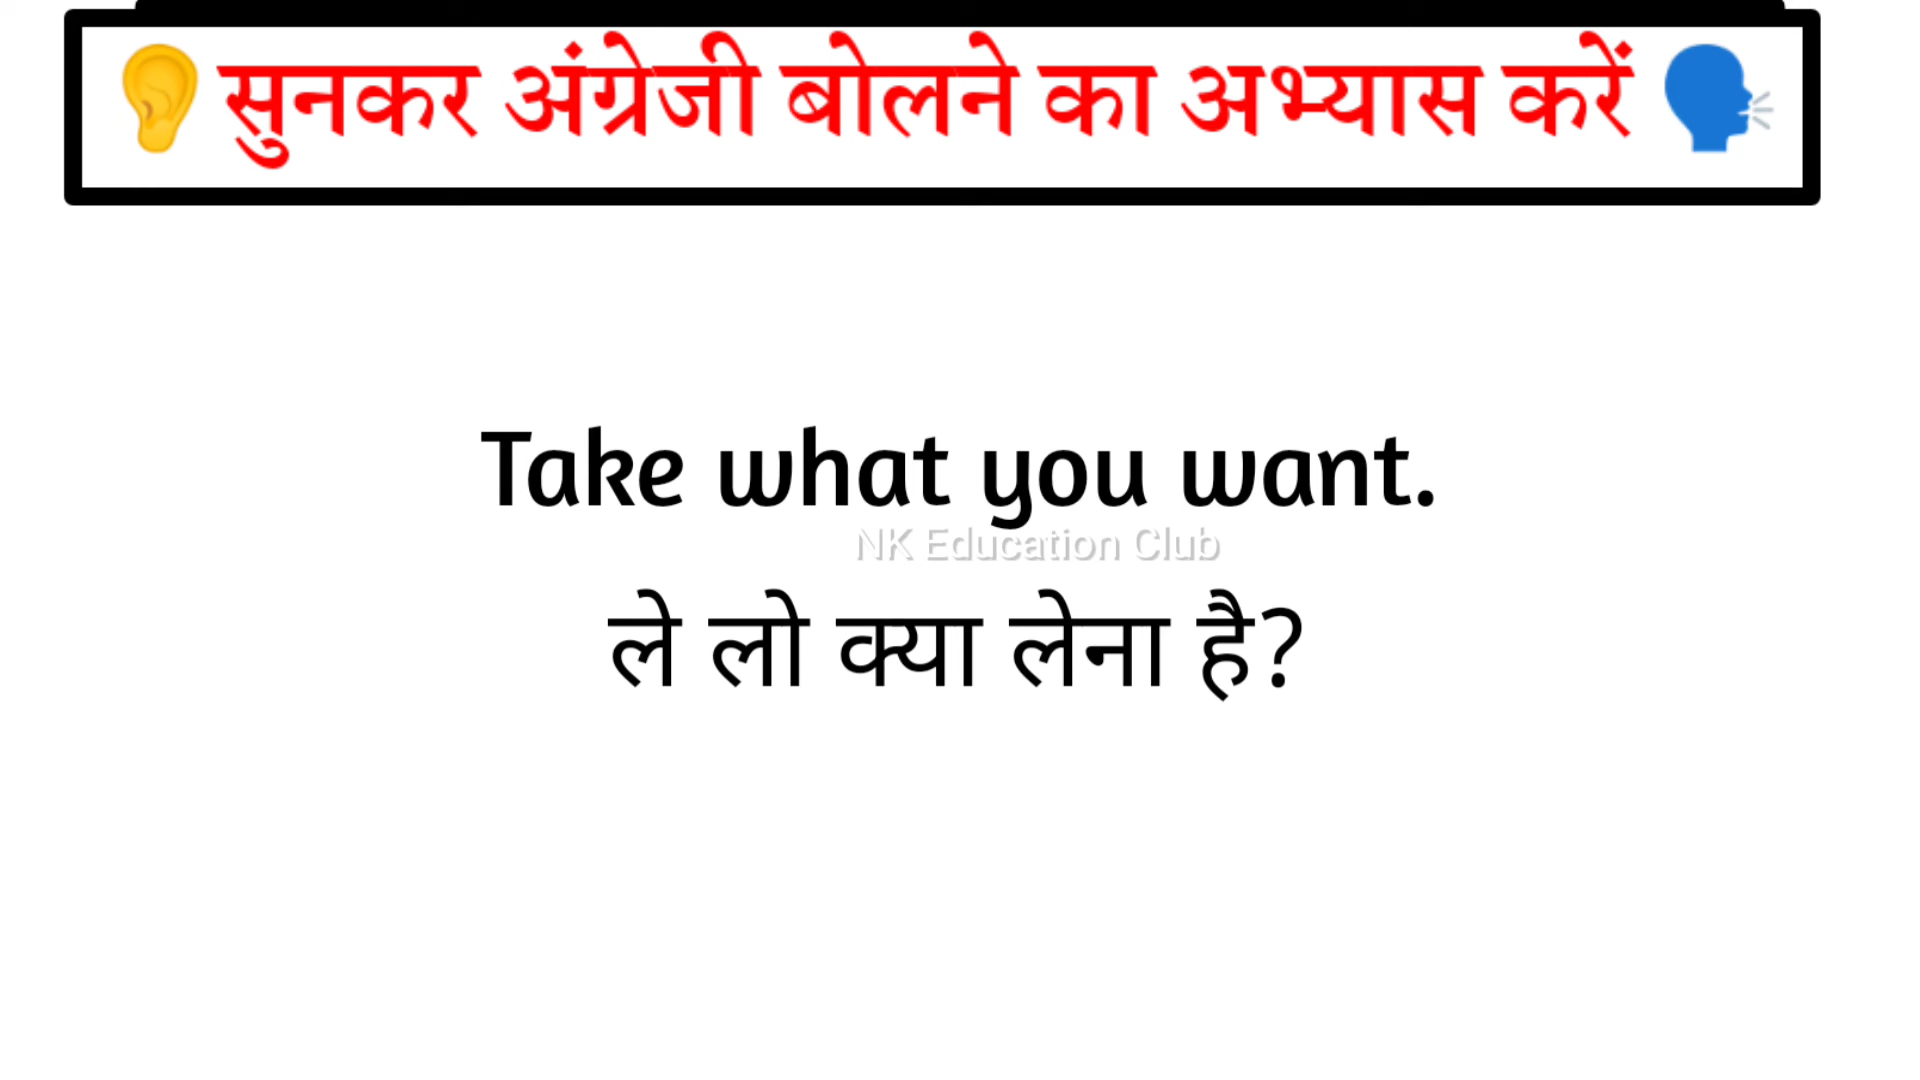 👂सुनकर अंग्रेजी बोलने का अभ्यास करें 🗣️
Take what you want.
NK Education Club
ले लो क्या लेना है?